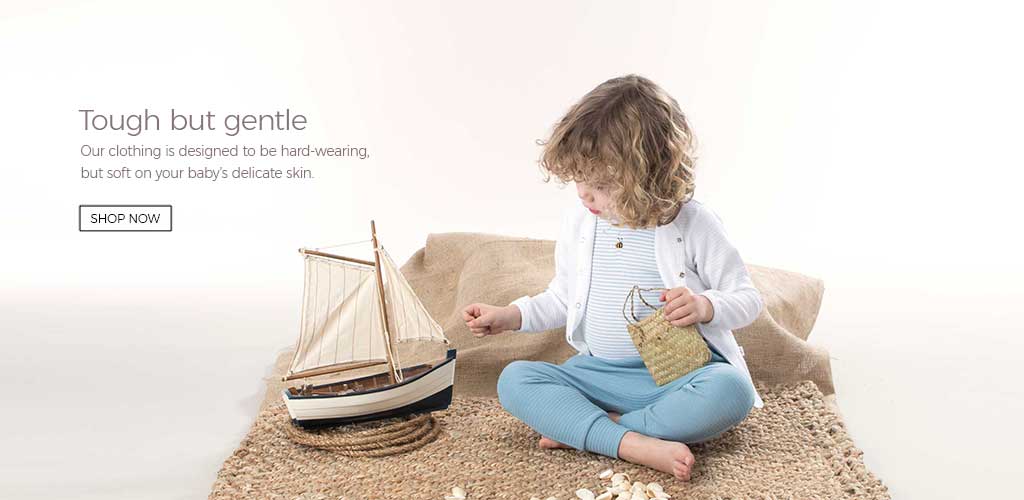 Tough but gentle
Our clothing is designed to be hard-wearing,
but soft on your baby's delicate skin.
SHOP NOW